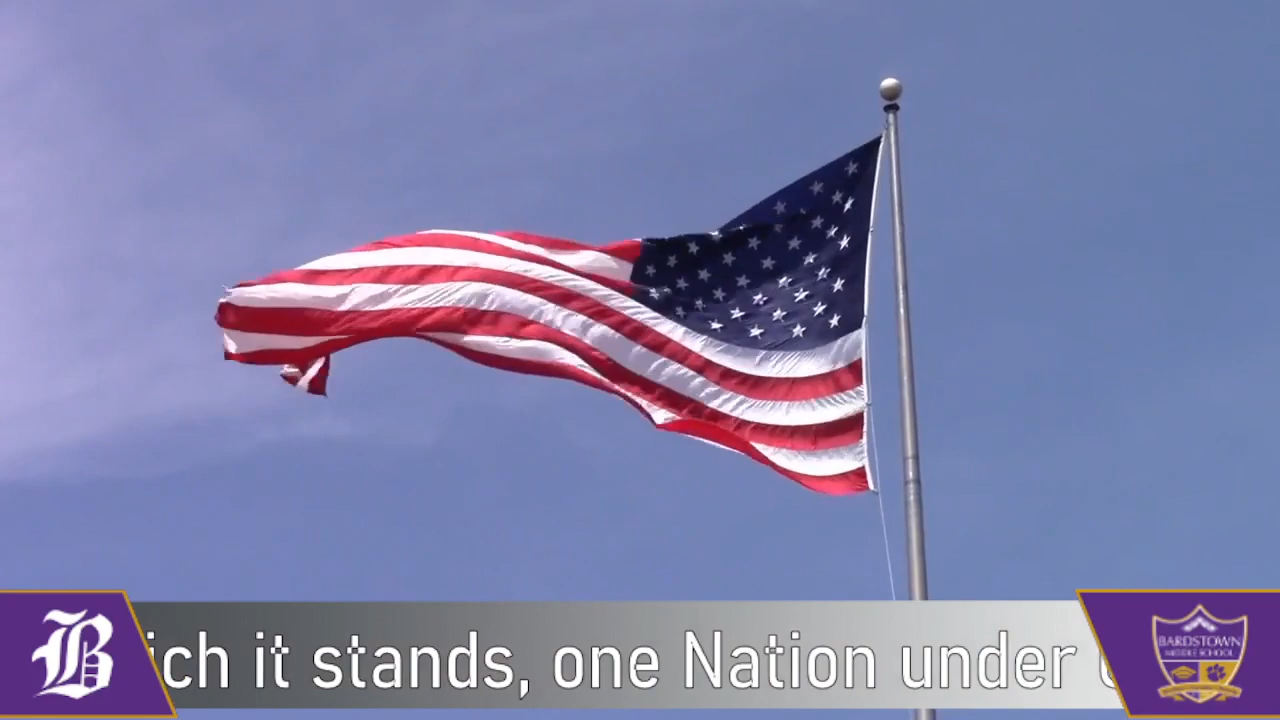 B
ich it stands, one Nation under
BARDSTOWN
MIDDLE SCHOOL